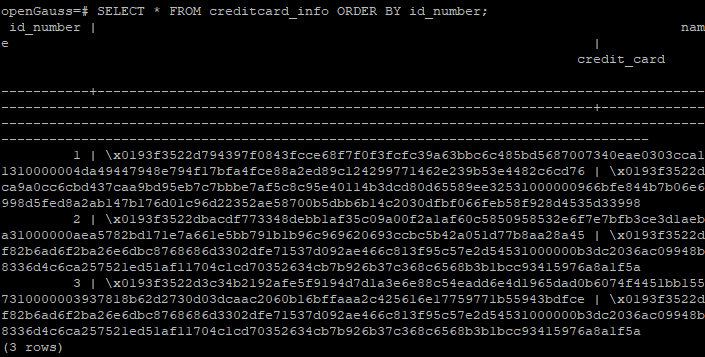 openGauss=# SELECT * FROM creditcard_info ORDER BY id_number;
id_number | nam
e |
credit_card
-----------+----------------------------------------------------------------------------------------
---------------------------------------------------------------------------+-------------------------
---------------------------------------------------------------------------------
1 | \x0193f3522d794397f0843fcce68f7f0f3fcfc39a63bbc6c485bd5687007340eae0303cca1
1310000004da49447948e794f17bfa4fce88a2ed89c124299771462e239b53e4482c6cd76 | \x0193f3522d
ca9a0cc6cbd437caa9bd95eb7c7bbbe7af5c8c95e40114b3dcd80d65589ee32531000000966bfe844b7b06e6
998d5fed8a2ab147b176d01c96d22352ae58700b5dbb6b14c2030dfbf066feb58f928d4535d33998
2 | \x0193f3522dbacdf773348debb1af35c09a00f2a1af60c5850958532e6f7e7bfb3ce3d1aeb
a31000000aea5782bd171e7a661e5bb791b1b96c969620693ccbc5b42a051d77b8aa28a45 | \x0193f3522d
f82b6ad6f2ba26e6dbc8768686d3302dfe71537d092ae466c813f95c57e2d54531000000b3dc2036ac09948b
8336d4c6ca257521ed51af11704c1cd70352634cb7b926b37c368c6568b3b1bcc93415976a8a1f5a
3 | \x0193f3522d3c34b2192afe5f9194d7d1a3e6e88c54eadd6e4d1965dad0b6074f4451bb155
7310000003937818b62d2730d03dcaac2060b16bffaaa2c425616e17759771b55943bdfce | \x0193f3522d
f82b6ad6f2ba26e6dbc8768686d3302dfe71537d092ae466c813f95c57e2d54531000000b3dc2036ac09948b
8336d4c6ca257521ed51af11704c1cd70352634cb7b926b37c368c6568b3b1bcc93415976a8a1f5a
(3 rows)